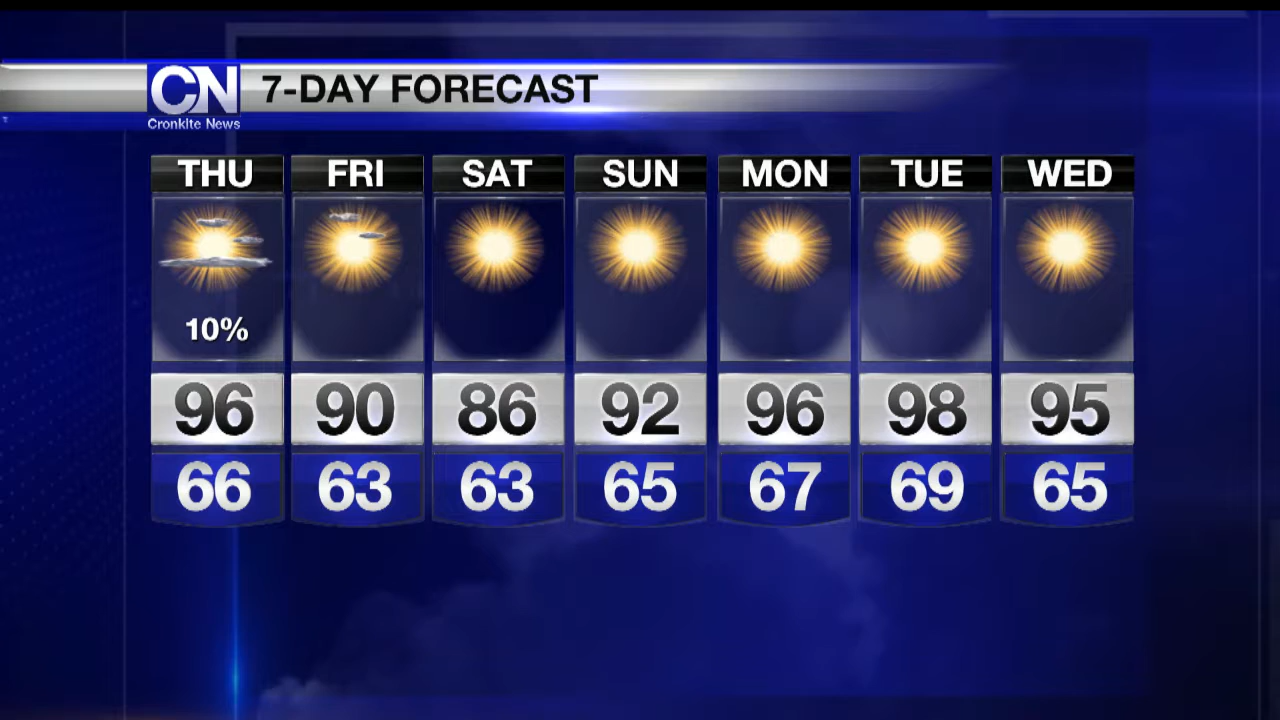 CN 7-DAY FORECAST
Cronkite News
THU FRI SAT SUN MON TUE WED
10%
96 90 86 92 96 98 95
66 63 63 65 67 69 65